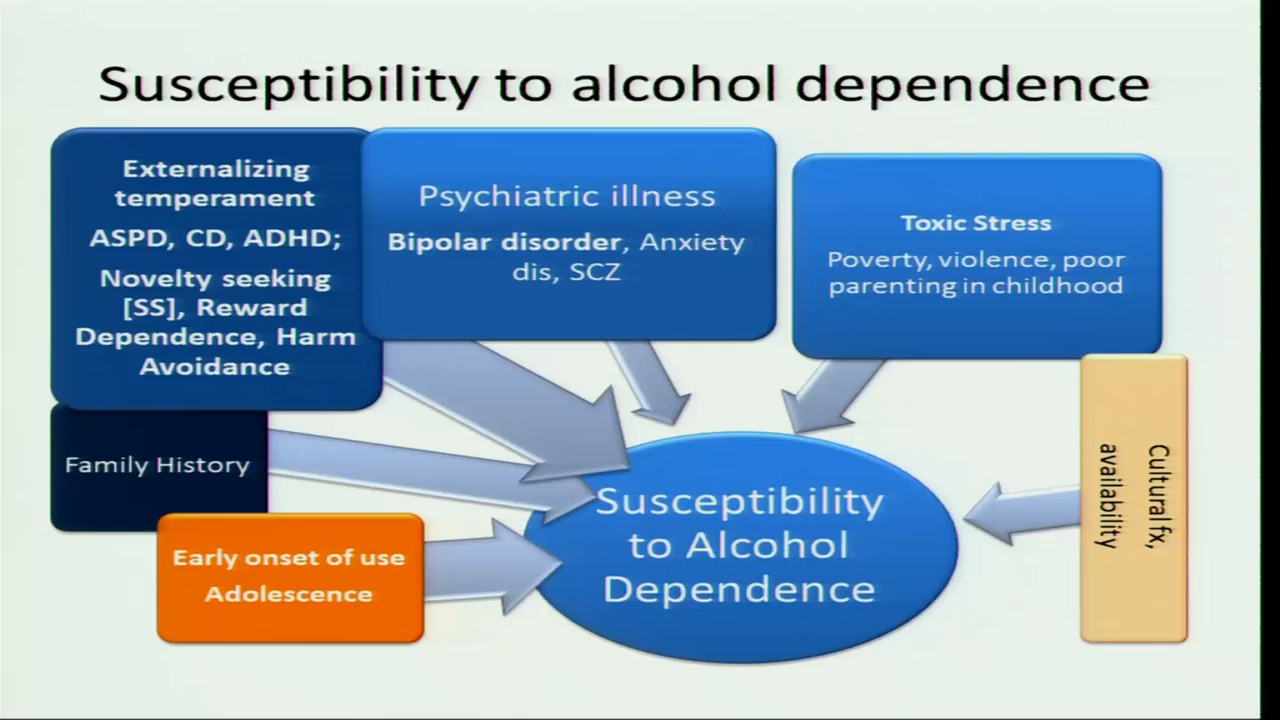 Susceptibility to alcohol dependence
Externalizing
temperament
ASPD, CD, ADHD;
Novelty seeking
[SS], Reward
Dependence, Harm
Avoidance
Psychiatric illness
Bipolar disorder, Anxiety
dis, SCZ
Toxic Stress
Poverty, violence, poor
parenting in childhood
Family History
Early onset of use
Adolescence
Susceptibility
to Alcohol
Dependence
Cultural fx,
availability